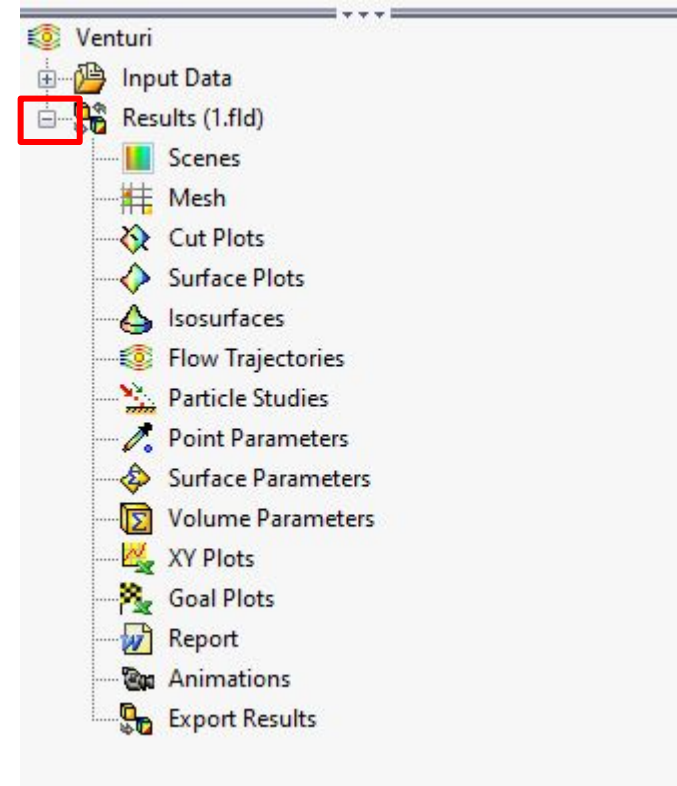 Venturi
Input Data
Results (1.fld)
Scenes
Mesh
Cut Plots
Surface Plots
Isosurfaces
Flow Trajectories
Particle Studies
Point Parameters
Surface Parameters
Volume Parameters
XY Plots
Goal Plots
Report
Animations
Export Results